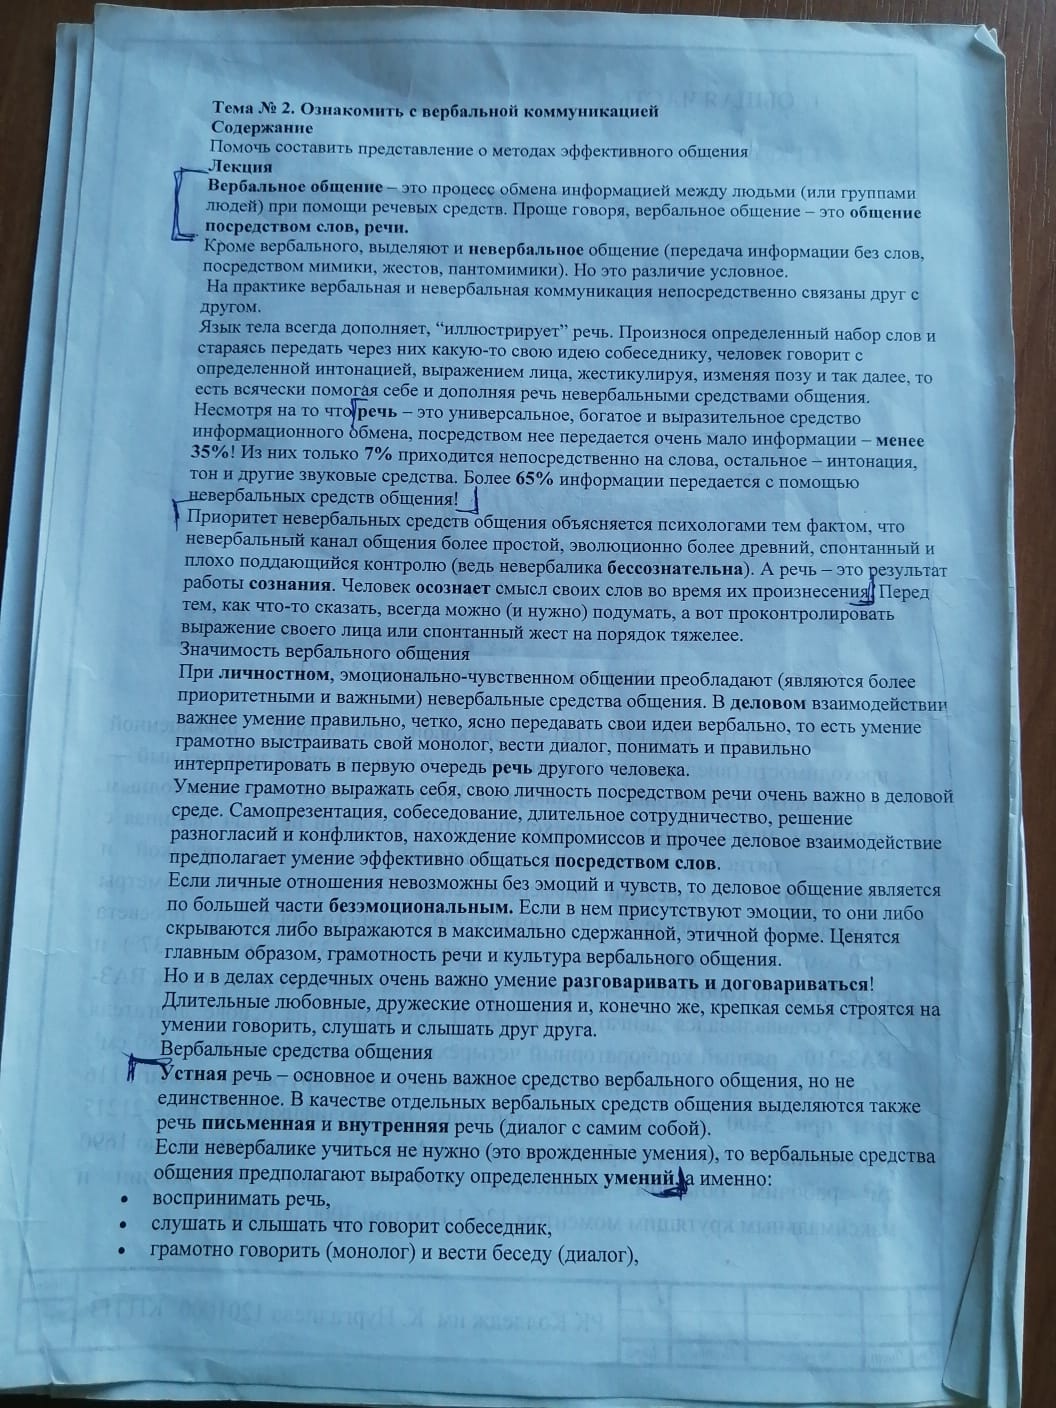 Тема № 2. Ознакомить с вербальной коммуникацией
Содержание
Помочь составить представление о методах эффективного общения
Лекция
Вербальное общение – это процесс обмена информацией между людьми (или группами
людей) при помощи речевых средств. Проще говоря, вербальное общение – это общение
посредством слов, речи.
Кроме вербального, выделяют и невербальное общение (передача информации без слов,
посредством мимики, жестов, пантомимики). Но это различие условное.
На практике вербальная и невербальная коммуникация непосредственно связаны друг с
другом.
Язык тела всегда дополняет, “иллюстрирует” речь. Произнося определенный набор слов и
стараясь передать через них какую-то свою идею собеседнику, человек говорит с
определенной интонацией, выражением лица, жестикулируя, изменяя позу и так далее, то
есть всячески помогая себе и дополняя речь невербальными средствами общения.
Несмотря на то что речь – это универсальное, богатое и выразительное средство
информационного обмена, посредством нее передается очень мало информации – менее
35%! Из них только 7% приходится непосредственно на слова, остальное – интонация,
тон и другие звуковые средства. Более 65% информации передается с помощью
невербальных средств общения!
Приоритет невербальных средств общения объясняется психологами тем фактом, что
невербальный канал общения более простой, эволюционно более древний, спонтанный и
плохо поддающийся контролю (ведь невербалика бессознательна). А речь – это результат
работы сознания. Человек осознает смысл своих слов во время их произнесения. Перед
тем, как что-то сказать, всегда можно (и нужно) подумать, а вот проконтролировать
выражение своего лица или спонтанный жест на порядок тяжелее.
Значимость вербального общения
При личностном, эмоционально-чувственном общении преобладают (являются более
приоритетными и важными) невербальные средства общения. В деловом взаимодействии
важнее умение правильно, четко, ясно передавать свои идеи вербально, то есть умение
грамотно выстраивать свой монолог, вести диалог, понимать и правильно
интерпретировать в первую очередь речь другого человека.
Умение грамотно выражать себя, свою личность посредством речи очень важно в деловой
среде. Самопрезентация, собеседование, длительное сотрудничество, решение
разногласий и конфликтов, нахождение компромиссов и прочее деловое взаимодействие
предполагает умение эффективно общаться посредством слов.
Если личные отношения невозможны без эмоций и чувств, то деловое общение является
по большей части безэмоциональным. Если в нем присутствуют эмоции, то они либо
скрываются либо выражаются в максимально сдержанной, этичной форме. Ценятся
главным образом, грамотность речи и культура вербального общения.
Но и в делах сердечных очень важно умение разговаривать и договариваться!
Длительные любовные, дружеские отношения и, конечно же, крепкая семья строятся на
умении говорить, слушать и слышать друг друга.
Вербальные средства общения
Устная речь – основное и очень важное средство вербального общения, но не
единственное. В качестве отдельных вербальных средств общения выделяются также
речь письменная и внутренняя речь (диалог с самим собой).
Если невербалике учиться не нужно (это врожденные умения), то вербальные средства
общения предполагают выработку определенных умений, а именно:
• воспринимать речь,
• слушать и слышать что говорит собеседник,
• грамотно говорить (монолог) и вести беседу (диалог),